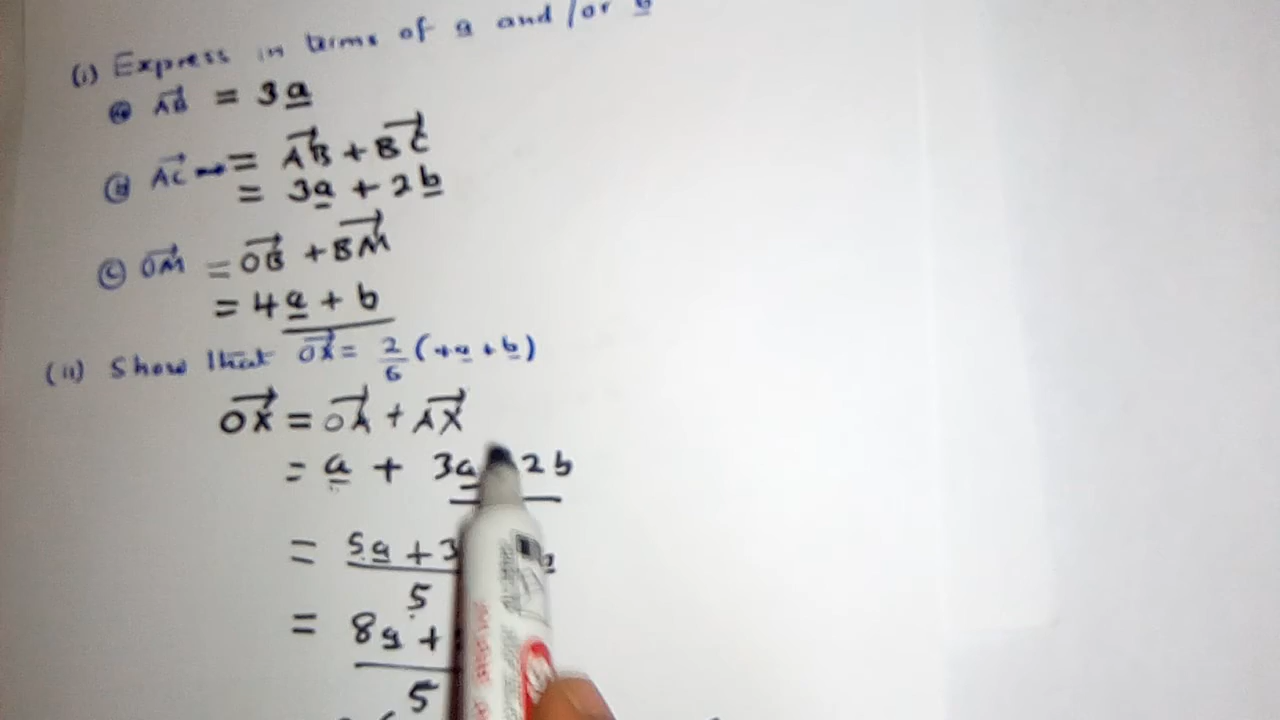 (i) Express in terms of a and/or b
(a) AB = 3a
(b) AC = AB + BC
= 3a + 2b
(c) OM = OB + BM
= 4a + b
(ii) Show that OX = 2/5 (4a + b)
OX = OA + AX
= a + 3a 2b
= 5a + 3
5
= 8a +
5